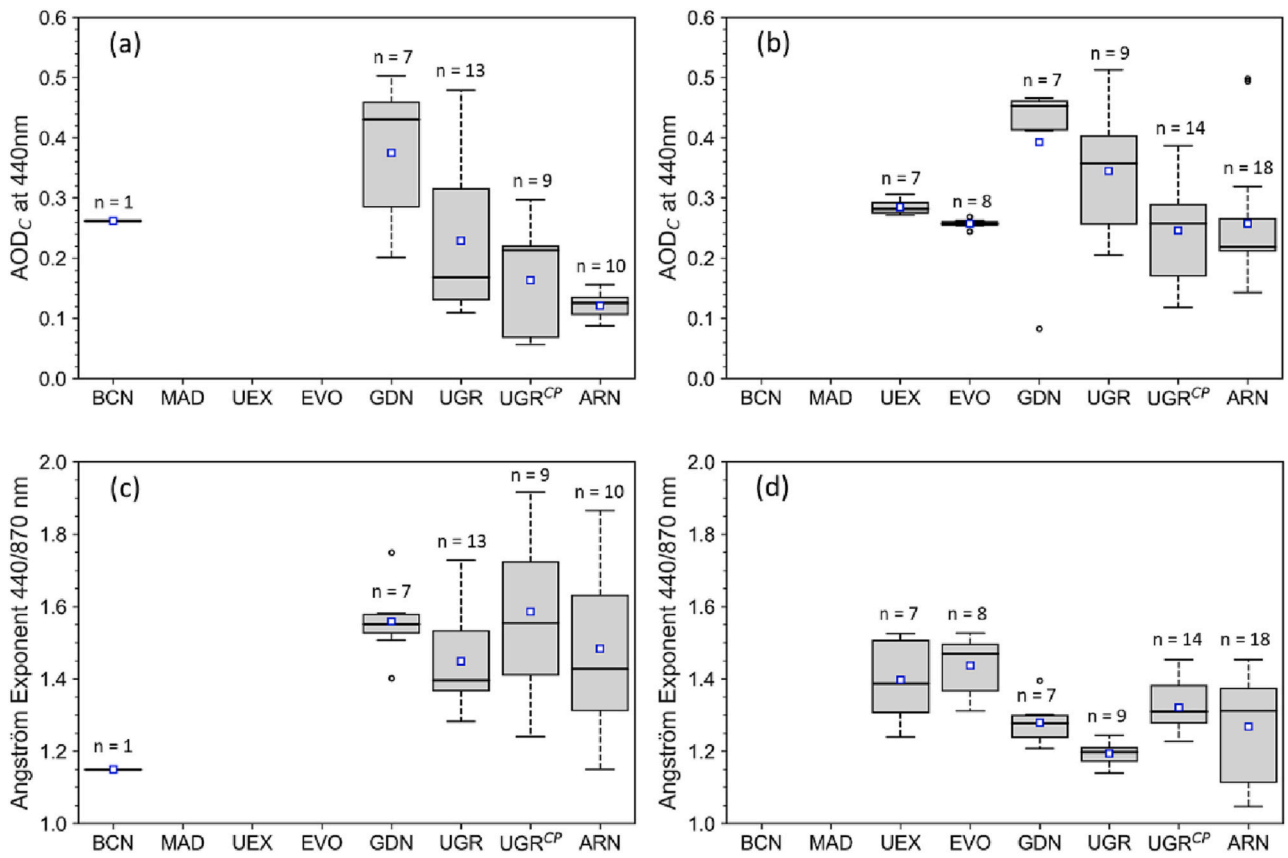 (a)
AOD_C at 440nm
0.6
0.5
0.4
0.3
0.2
0.1
0.0
n = 1
n = 7
n = 13
n = 9
n = 10
BCN MAD UEX EVO GDN UGR UGR^CP ARN
(b)
AOD_C at 440nm
0.6
0.5
0.4
0.3
0.2
0.1
0.0
n = 7
n = 8
n = 7
n = 9
n = 14
n = 18
BCN MAD UEX EVO GDN UGR UGR^CP ARN
(c)
Angström Exponent 440/870 nm
2.0
1.8
1.6
1.4
1.2
1.0
n = 1
n = 7
n = 13
n = 9
n = 10
BCN MAD UEX EVO GDN UGR UGR^CP ARN
(d)
Angström Exponent 440/870 nm
2.0
1.8
1.6
1.4
1.2
1.0
n = 7
n = 8
n = 7
n = 9
n = 14
n = 18
BCN MAD UEX EVO GDN UGR UGR^CP ARN